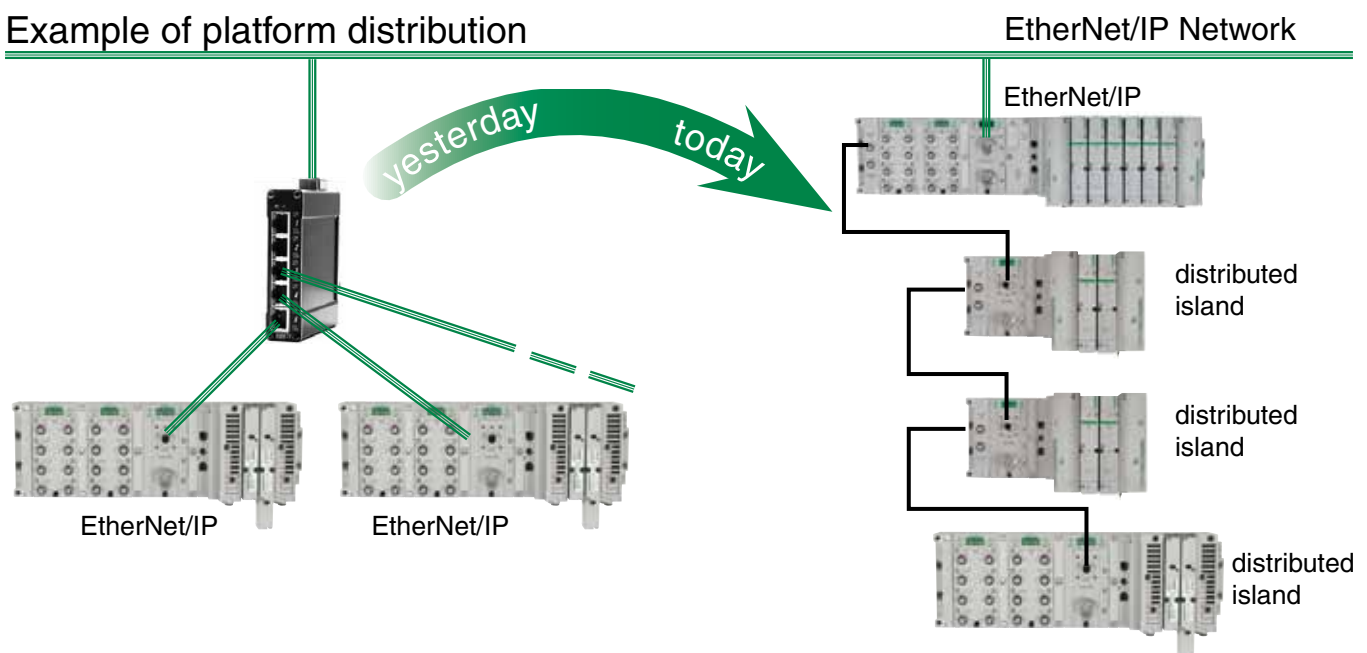 Example of platform distribution
EtherNet/IP Network
yesterday
today
EtherNet/IP
distributed
island
distributed
island
EtherNet/IP
EtherNet/IP
distributed
island